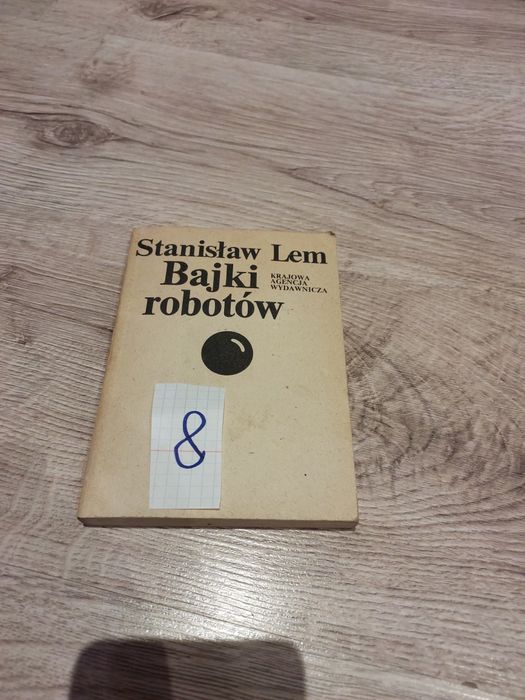 Stanisław Lem
Bajki
robotów
KRAJOWA
AGENCJA
WYDAWNICZA
8